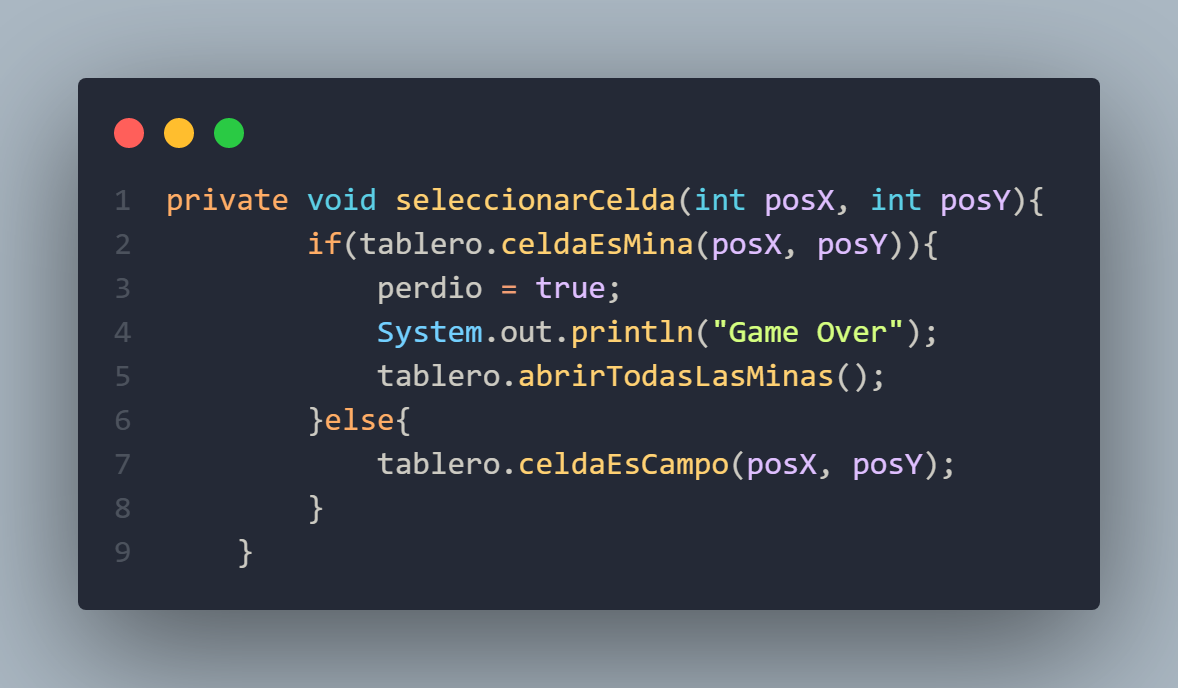 1 private void seleccionarCelda(int posX, int posY){
2         if(tablero.celdaEsMina(posX, posY)){
3             perdio = true;
4             System.out.println("Game Over");
5             tablero.abrirTodasLasMinas();
6         }else{
7             tablero.celdaEsCampo(posX, posY);
8         }
9     }